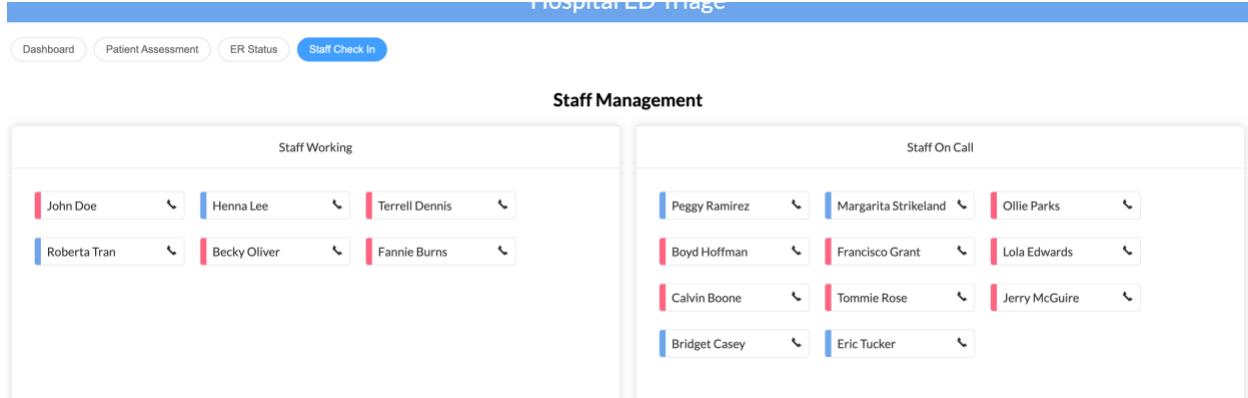 Hospital ED Triage
Dashboard Patient Assessment ER Status Staff Check In
Staff Management
Staff Working
John Doe Henna Lee Terrell Dennis
Roberta Tran Becky Oliver Fannie Burns
Staff On Call
Peggy Ramirez Margarita Strikeland Ollie Parks
Boyd Hoffman Francisco Grant Lola Edwards
Calvin Boone Tommie Rose Jerry McGuire
Bridget Casey Eric Tucker